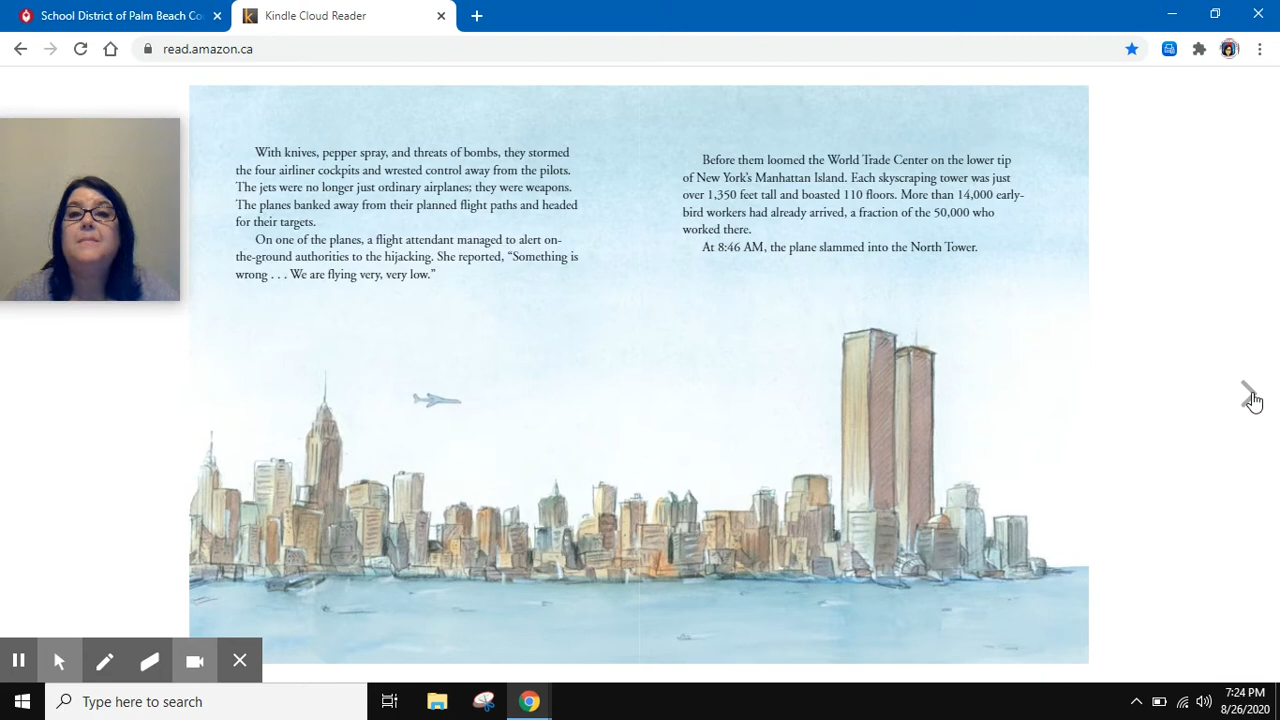 School District of Palm Beach Co
Kindle Cloud Reader
read.amazon.ca
With knives, pepper spray, and threats of bombs, they stormed
the four airliner cockpits and wrested control away from the pilots.
The jets were no longer just ordinary airplanes; they were weapons.
The planes banked away from their planned flight paths and headed
for their targets.
On one of the planes, a flight attendant managed to alert on-
the-ground authorities to the hijacking. She reported, “Something is
wrong . . . We are flying very, very low.”
Before them loomed the World Trade Center on the lower tip
of New York’s Manhattan Island. Each skyscraping tower was just
over 1,350 feet tall and boasted 110 floors. More than 14,000 early-
bird workers had already arrived, a fraction of the 50,000 who
worked there.
At 8:46 AM, the plane slammed into the North Tower.
Type here to search
7:24 PM
8/26/2020